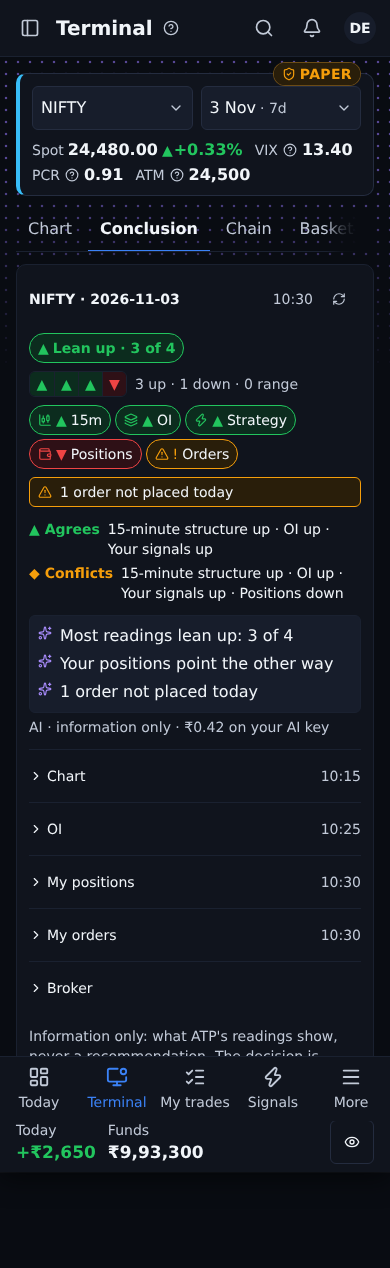 Terminal
DE
PAPER
NIFTY
3 Nov · 7d
Spot 24,480.00 ▲+0.33% VIX 13.40
PCR 0.91 ATM 24,500
Chart Conclusion Chain Basket
NIFTY · 2026-11-03 10:30
▲ Lean up · 3 of 4
▲ ▲ ▲ ▼ 3 up · 1 down · 0 range
▲ 15m ▲ OI ▲ Strategy
▼ Positions ! Orders
1 order not placed today
▲ Agrees 15-minute structure up · OI up ·
Your signals up
◆ Conflicts 15-minute structure up · OI up ·
Your signals up · Positions down
Most readings lean up: 3 of 4
Your positions point the other way
1 order not placed today
AI · information only · ₹0.42 on your AI key
Chart 10:15
OI 10:25
My positions 10:30
My orders 10:30
Broker
Information only: what ATP's readings show,
never a recommendation. The decision is
Today Terminal My trades Signals More
Today Funds
+₹2,650 ₹9,93,300